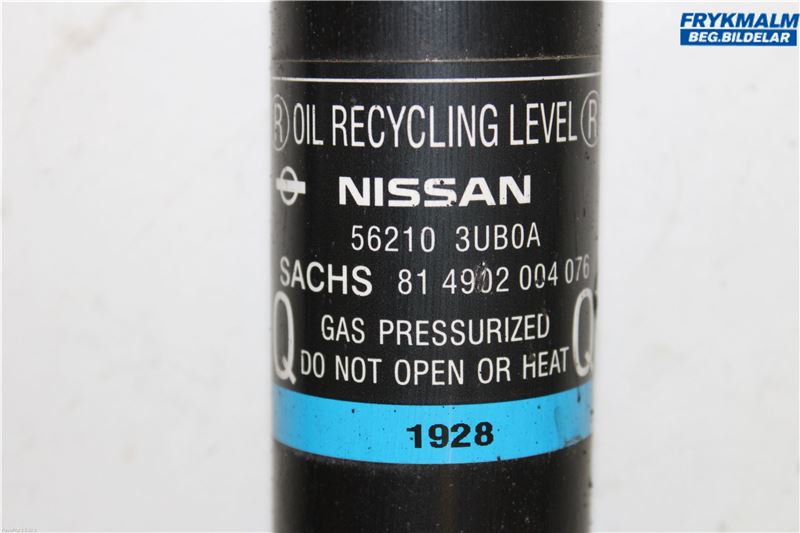 FRYKMALM
BEG.BILDELAR
Ⓡ OIL RECYCLING LEVEL Ⓡ
NISSAN
56210 3UB0A
SACHS 81 4902 004 076
Q GAS PRESSURIZED Q
DO NOT OPEN OR HEAT
1928